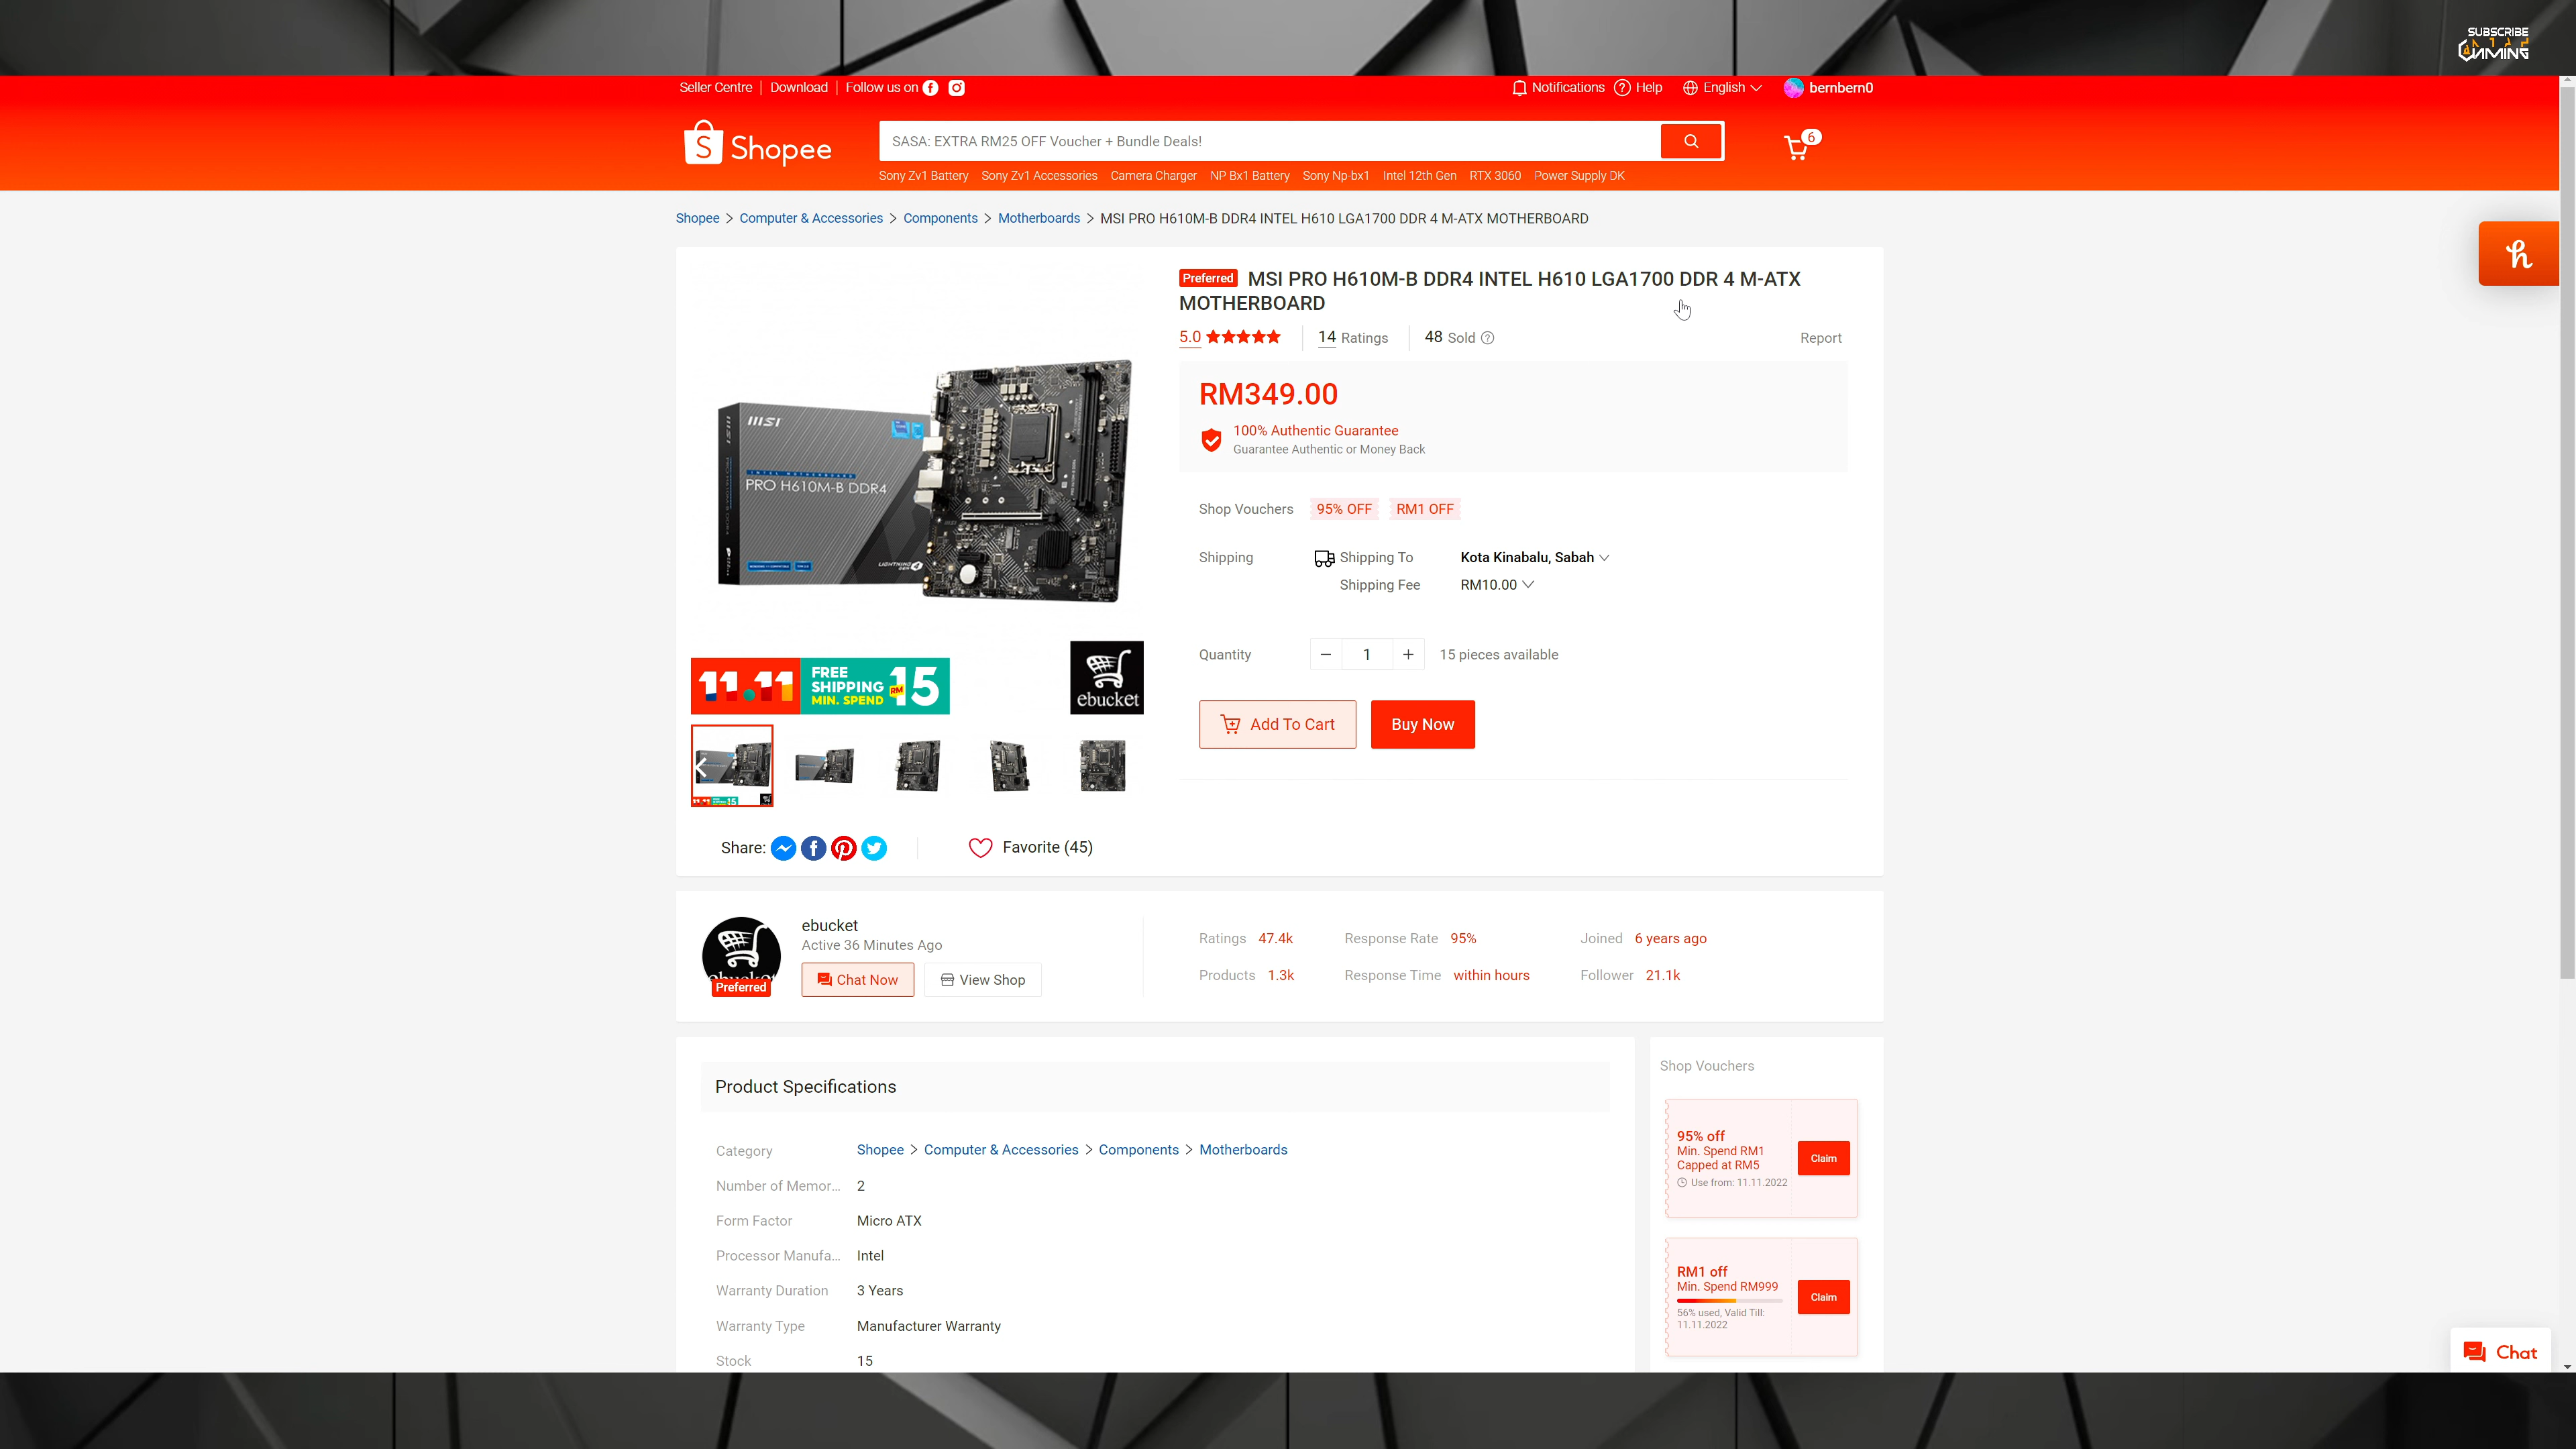 SUBSCRIBE
GAMING
Seller Centre | Download | Follow us on
Notifications Help English bernbern0
Shopee
SASA: EXTRA RM25 OFF Voucher + Bundle Deals!
6
Sony Zv1 Battery Sony Zv1 Accessories Camera Charger NP Bx1 Battery Sony Np-bx1 Intel 12th Gen RTX 3060 Power Supply DK
Shopee > Computer & Accessories > Components > Motherboards > MSI PRO H610M-B DDR4 INTEL H610 LGA1700 DDR 4 M-ATX MOTHERBOARD
Preferred MSI PRO H610M-B DDR4 INTEL H610 LGA1700 DDR 4 M-ATX
MOTHERBOARD
5.0 14 Ratings 48 Sold Report
RM349.00
100% Authentic Guarantee
Guarantee Authentic or Money Back
msi
INTEL MOTHERBOARD
PRO H610M-B DDR4
LIGHTNING GEN 4
Shop Vouchers 95% OFF RM1 OFF
Shipping Shipping To Kota Kinabalu, Sabah
Shipping Fee RM10.00
Quantity − 1 + 15 pieces available
11.11 FREE SHIPPING MIN. SPEND RM 15
ebucket
Add To Cart Buy Now
Share: Favorite (45)
ebucket
Active 36 Minutes Ago
Preferred
Chat Now View Shop
Ratings 47.4k Response Rate 95% Joined 6 years ago
Products 1.3k Response Time within hours Follower 21.1k
Product Specifications
Category Shopee > Computer & Accessories > Components > Motherboards
Number of Memor... 2
Form Factor Micro ATX
Processor Manufa... Intel
Warranty Duration 3 Years
Warranty Type Manufacturer Warranty
Stock 15
Shop Vouchers
95% off
Min. Spend RM1
Capped at RM5
Use from: 11.11.2022
Claim
RM1 off
Min. Spend RM999
56% used, Valid Till:
11.11.2022
Claim
Chat